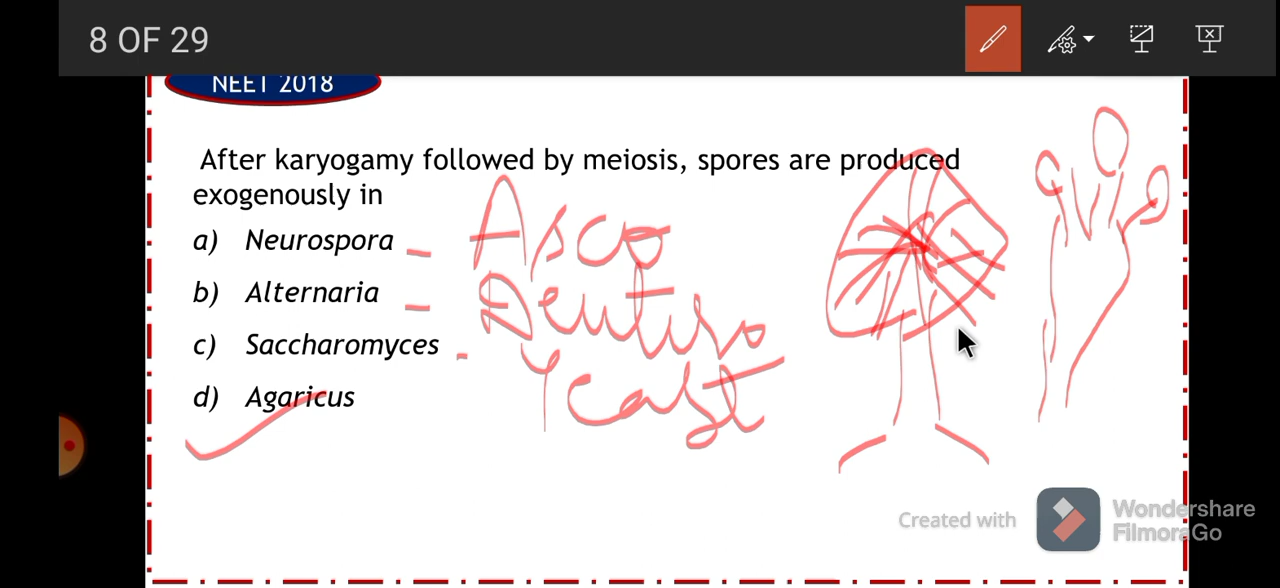 8 OF 29
NEET 2018
After karyogamy followed by meiosis, spores are produced
exogenously in
a) Neurospora - Asco
b) Alternaria - Deutero
c) Saccharomyces - Yeast
d) Agaricus
Created with
Wondershare
FilmoraGo